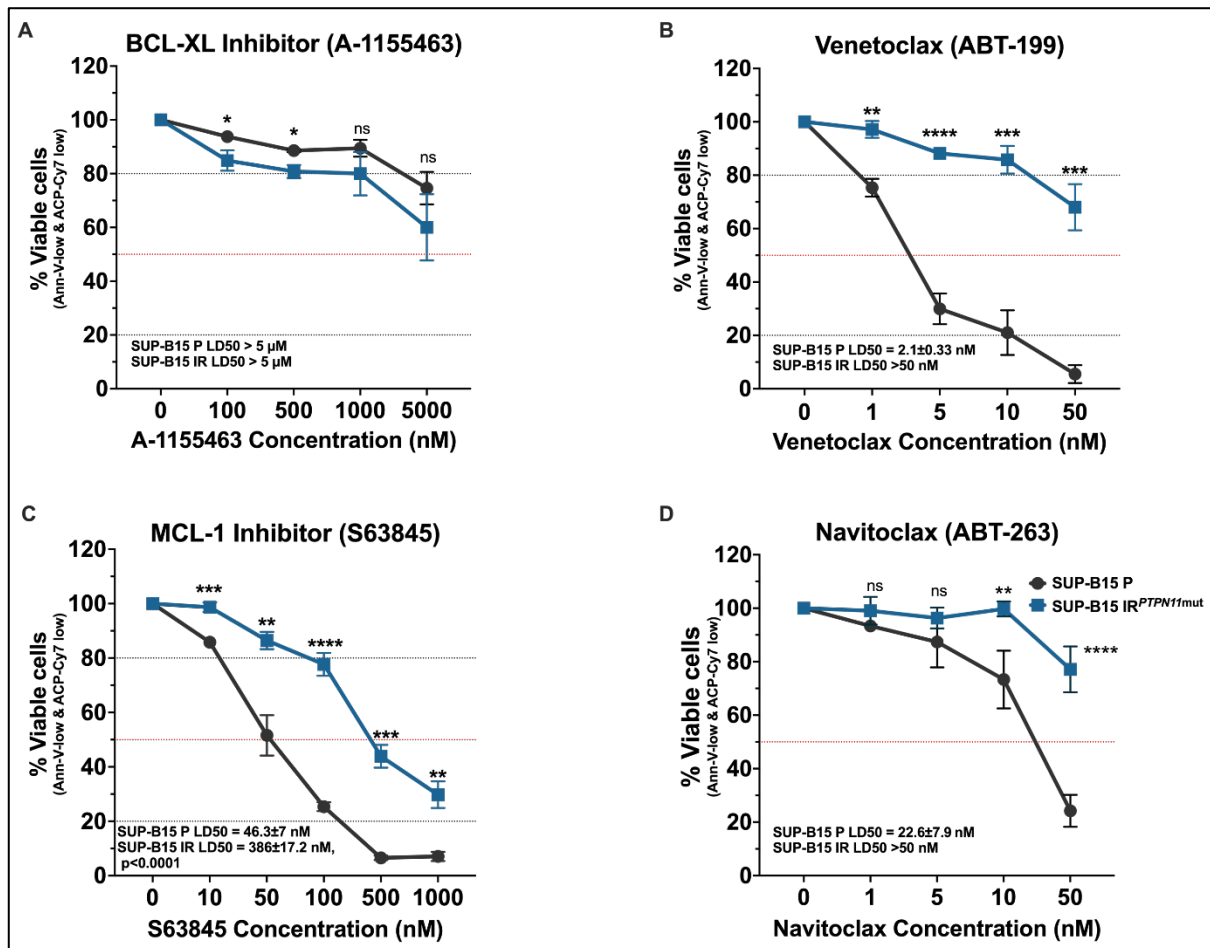 A
BCL-XL Inhibitor (A-1155463)
% Viable cells
(Ann-V-low & ACP-Cy7 low)
120
100
80
60
40
20
0
*
*
ns
ns
SUP-B15 P LD50 > 5 µM
SUP-B15 IR LD50 > 5 µM
0 100 500 1000 5000
A-1155463 Concentration (nM)
B
Venetoclax (ABT-199)
% Viable cells
(Ann-V-low & ACP-Cy7 low)
120
100
80
60
40
20
0
**
****
***
***
SUP-B15 P LD50 = 2.1±0.33 nM
SUP-B15 IR LD50 >50 nM
0 1 5 10 50
Venetoclax Concentration (nM)
C
MCL-1 Inhibitor (S63845)
% Viable cells
(Ann-V-low & ACP-Cy7 low)
120
100
80
60
40
20
0
***
**
****
***
**
SUP-B15 P LD50 = 46.3±7 nM
SUP-B15 IR LD50 = 386±17.2 nM,
p<0.0001
0 10 50 100 500 1000
S63845 Concentration (nM)
D
Navitoclax (ABT-263)
% Viable cells
(Ann-V-low & ACP-Cy7 low)
120
100
80
60
40
20
0
ns
ns
**
****
SUP-B15 P
SUP-B15 IRPTPN11mut
SUP-B15 P LD50 = 22.6±7.9 nM
SUP-B15 IR LD50 >50 nM
0 1 5 10 50
Navitoclax Concentration (nM)